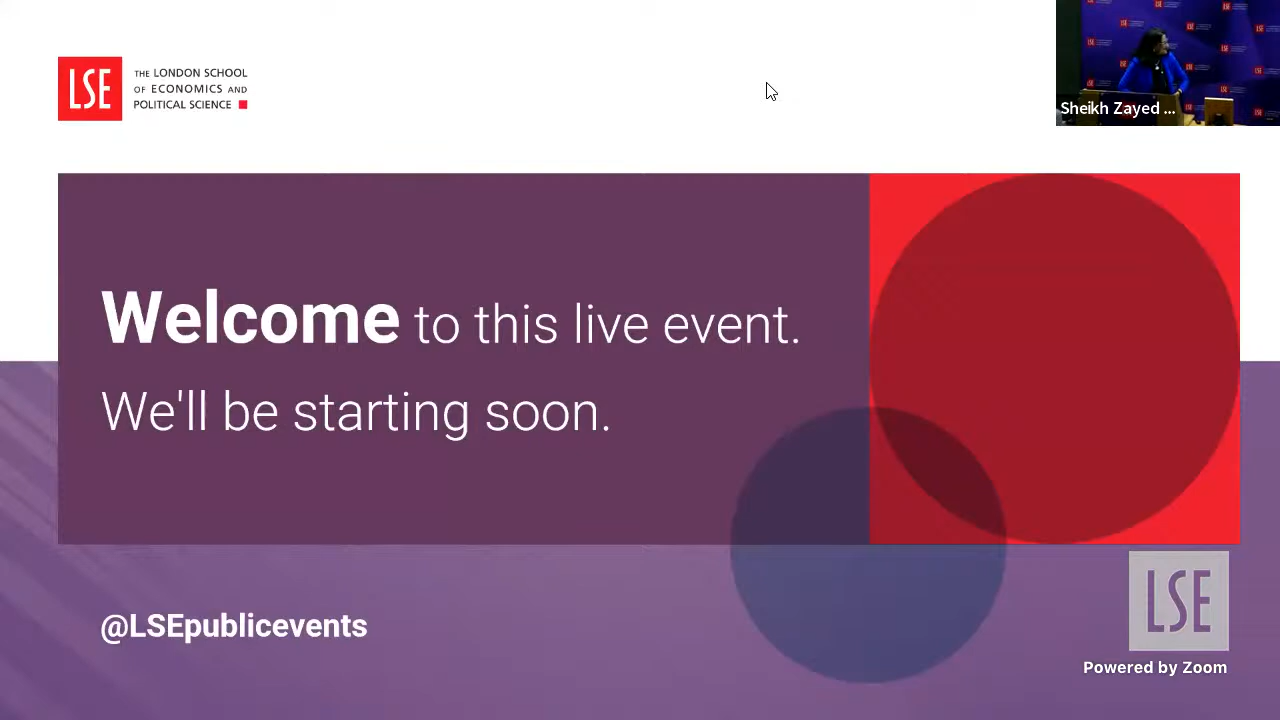 LSE
THE LONDON SCHOOL
OF ECONOMICS AND
POLITICAL SCIENCE
Sheikh Zayed ...
Welcome to this live event.
We'll be starting soon.
@LSEpublicevents
LSE
Powered by Zoom